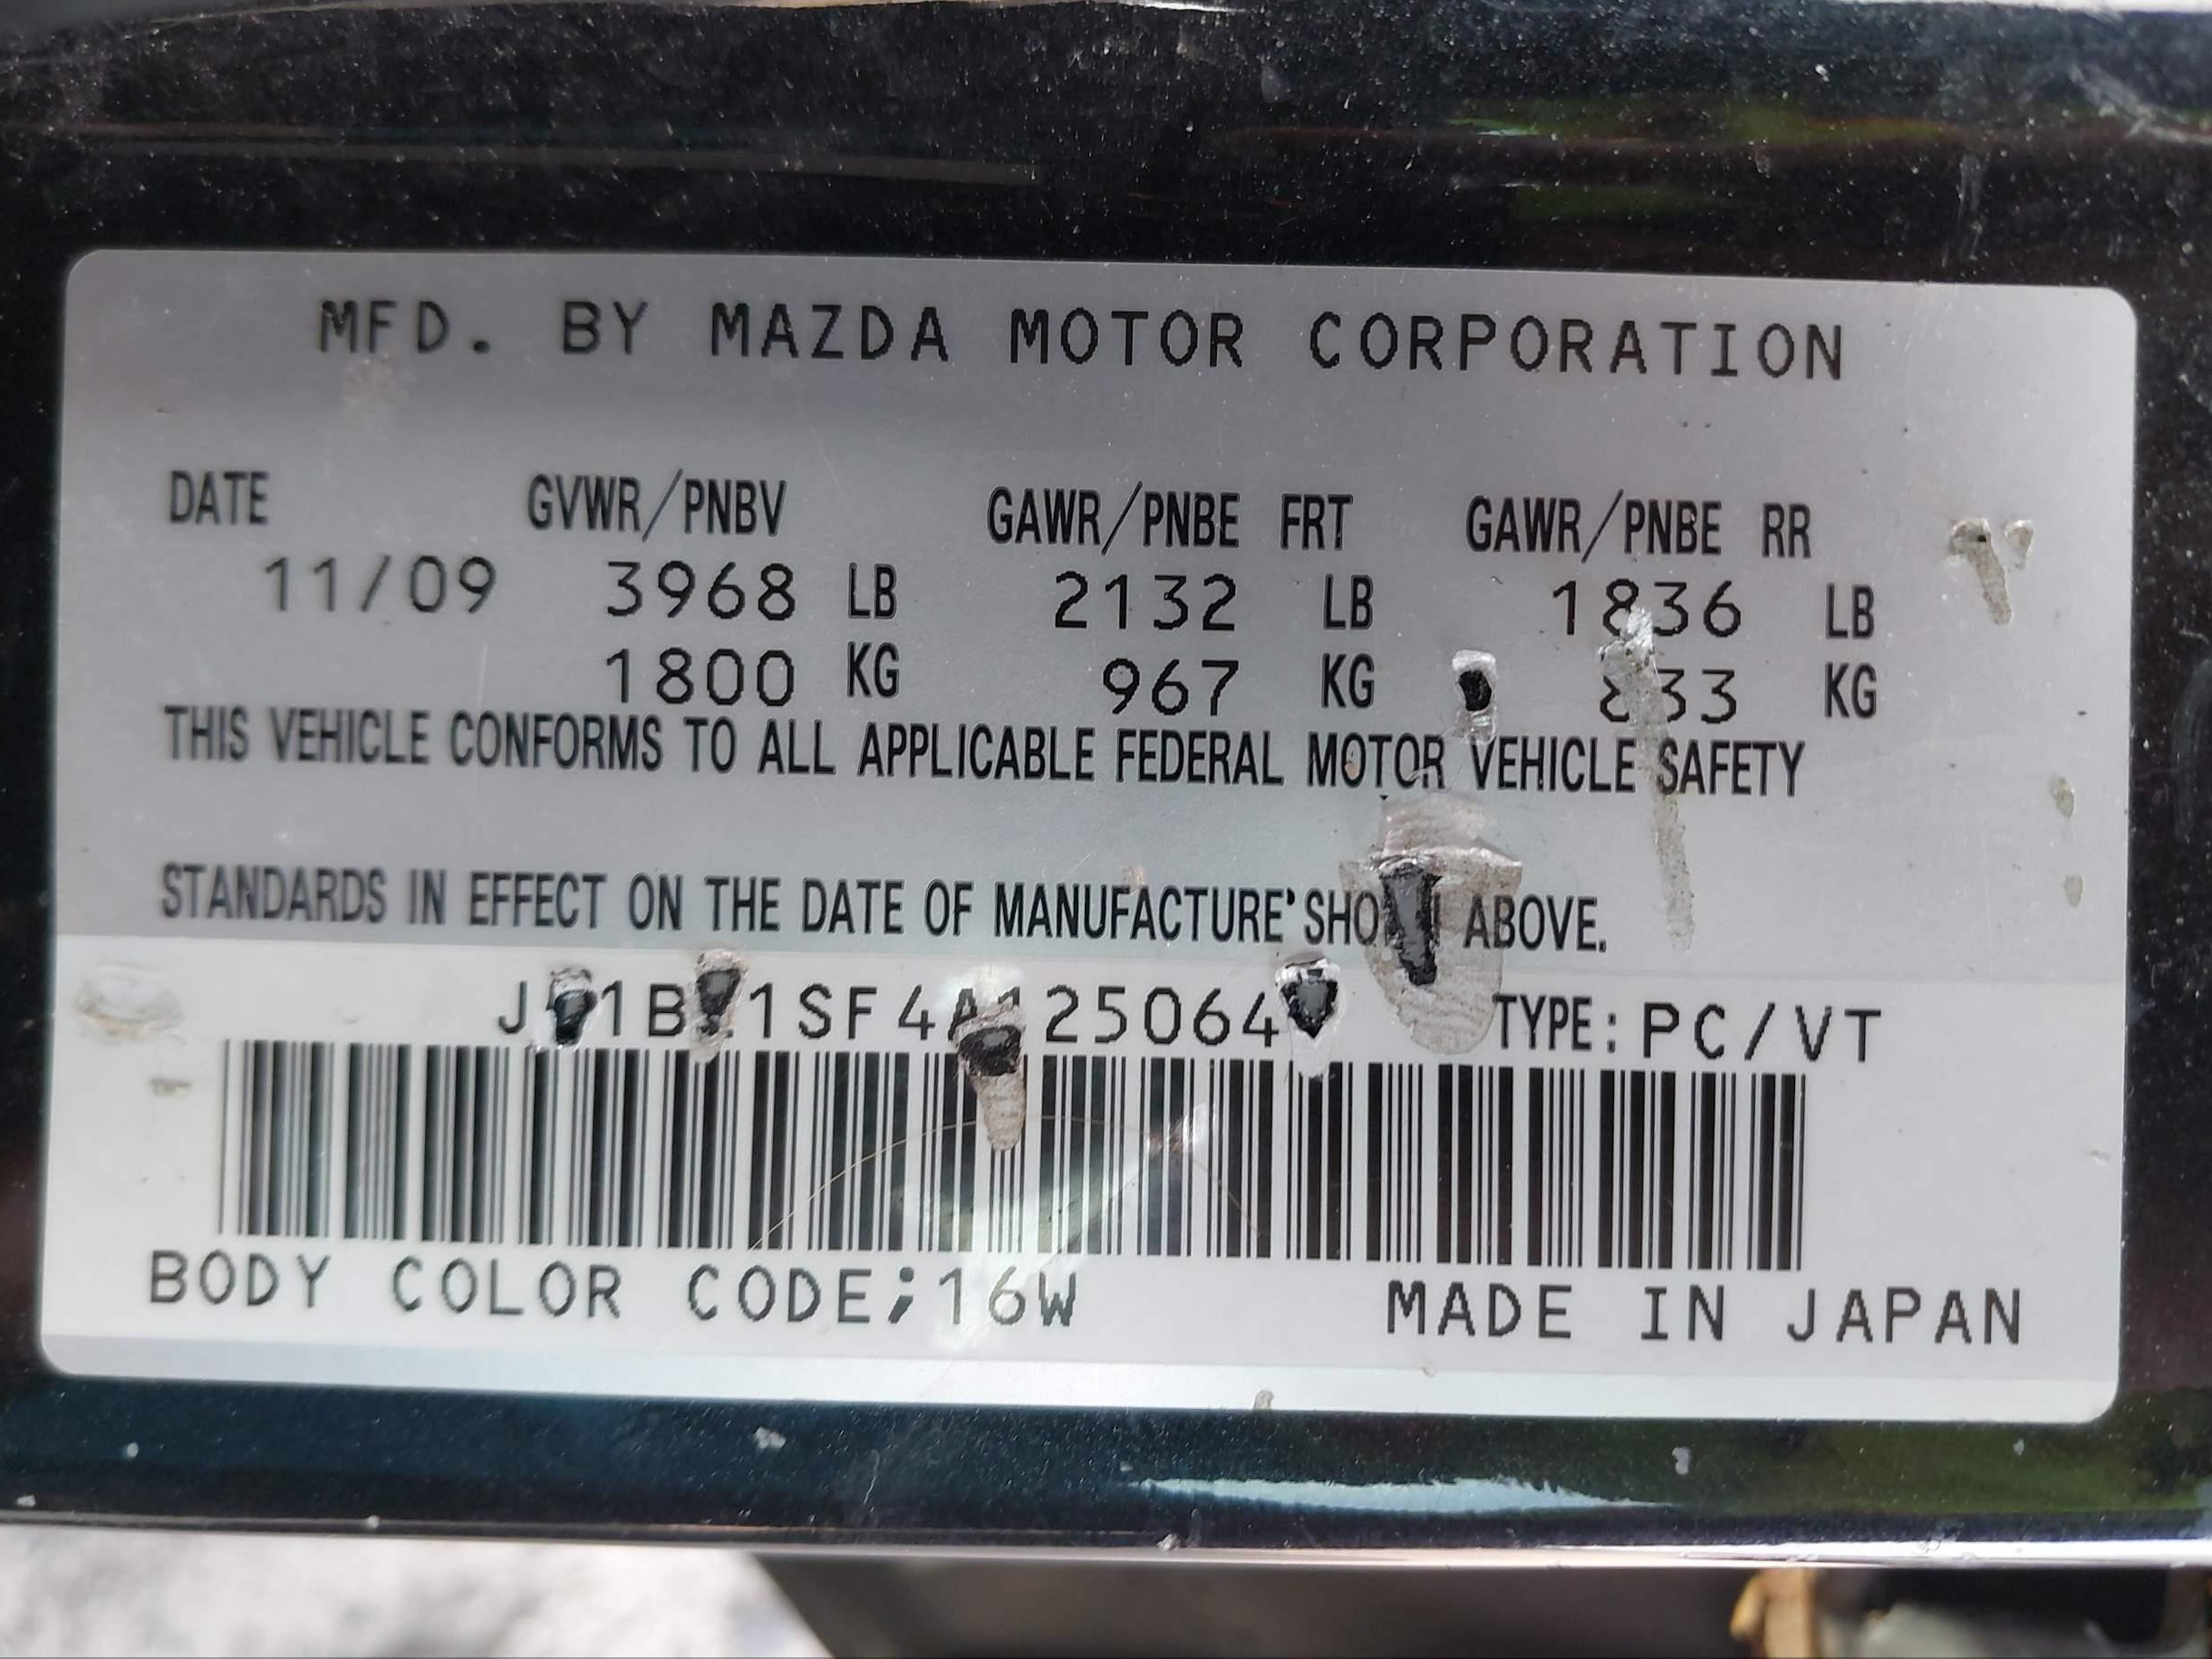 MFD. BY MAZDA MOTOR CORPORATION
DATE GVWR/PNBV GAWR/PNBE FRT GAWR/PNBE RR
11/09 3968 LB 2132 LB 1836 LB
1800 KG 967 KG 833 KG
THIS VEHICLE CONFORMS TO ALL APPLICABLE FEDERAL MOTOR VEHICLE SAFETY
STANDARDS IN EFFECT ON THE DATE OF MANUFACTURE SHOWN ABOVE.
TYPE: PC/VT
BODY COLOR CODE;16W MADE IN JAPAN